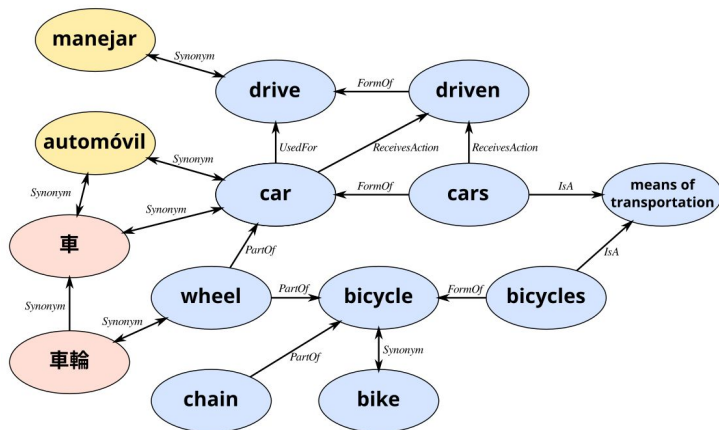 manejar
Synonym
drive
FormOf
driven
automóvil
Synonym
UsedFor
ReceivesAction
ReceivesAction
Synonym
Synonym
car
FormOf
cars
IsA
means of
transportation
車
PartOf
IsA
Synonym
wheel
PartOf
bicycle
FormOf
bicycles
Synonym
車輪
PartOf
Synonym
chain
bike